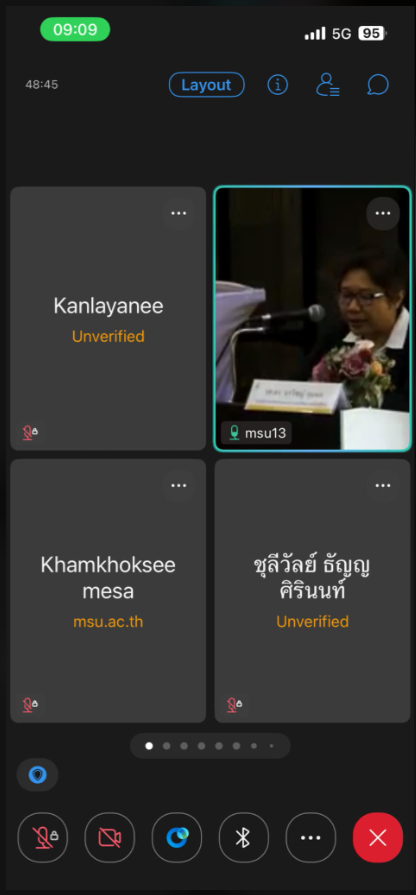 09:09
5G 95
48:45
Layout
Kanlayanee
Unverified
msu13
Khamkhoksee
mesa
msu.ac.th
ชุลีวัลย์ ธัญญ
ศิรินนท์
Unverified